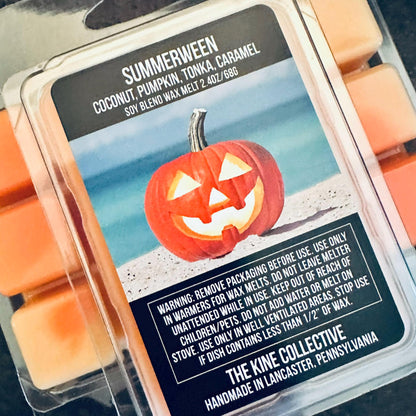 SUMMERWEEN
COCONUT, PUMPKIN, TONKA, CARAMEL
SOY BLEND WAX MELT 2.4OZ/68G
WARNING: REMOVE PACKAGING BEFORE USE. USE ONLY
IN WARMERS FOR WAX MELTS. DO NOT LEAVE MELTER
UNATTENDED WHILE IN USE. KEEP OUT OF REACH OF
CHILDREN/PETS. DO NOT ADD WATER OR MELT ON
STOVE. USE ONLY IN WELL VENTILATED AREAS. STOP USE
IF DISH CONTAINS LESS THAN 1/2" OF WAX.
THE KINE COLLECTIVE
HANDMADE IN LANCASTER, PENNSYLVANIA